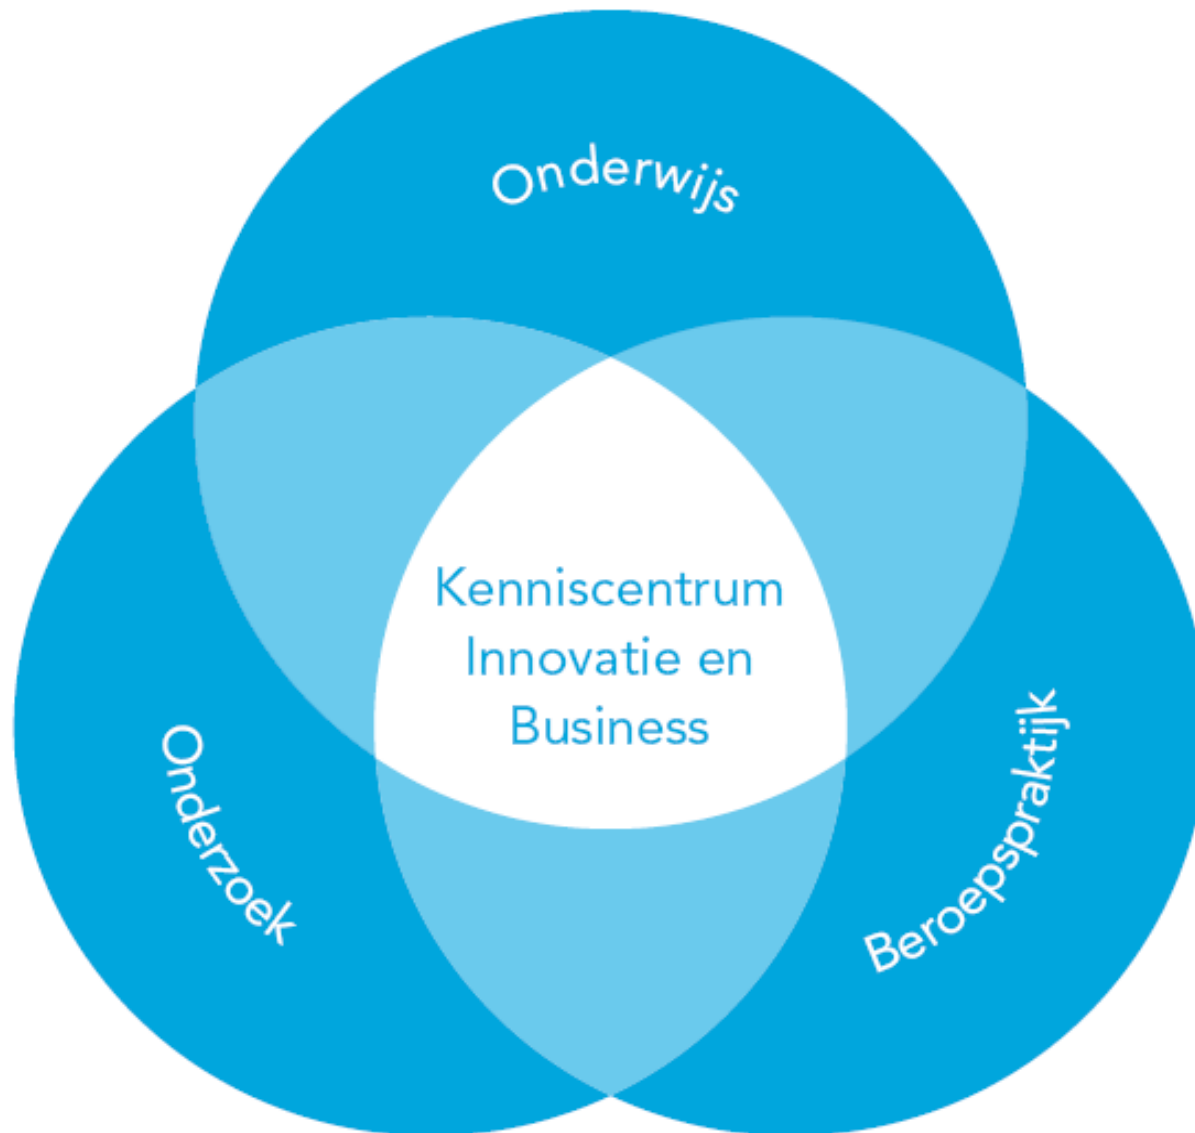 Onderwijs
Kenniscentrum
Innovatie en
Business
Onderzoek
Beroepspraktijk